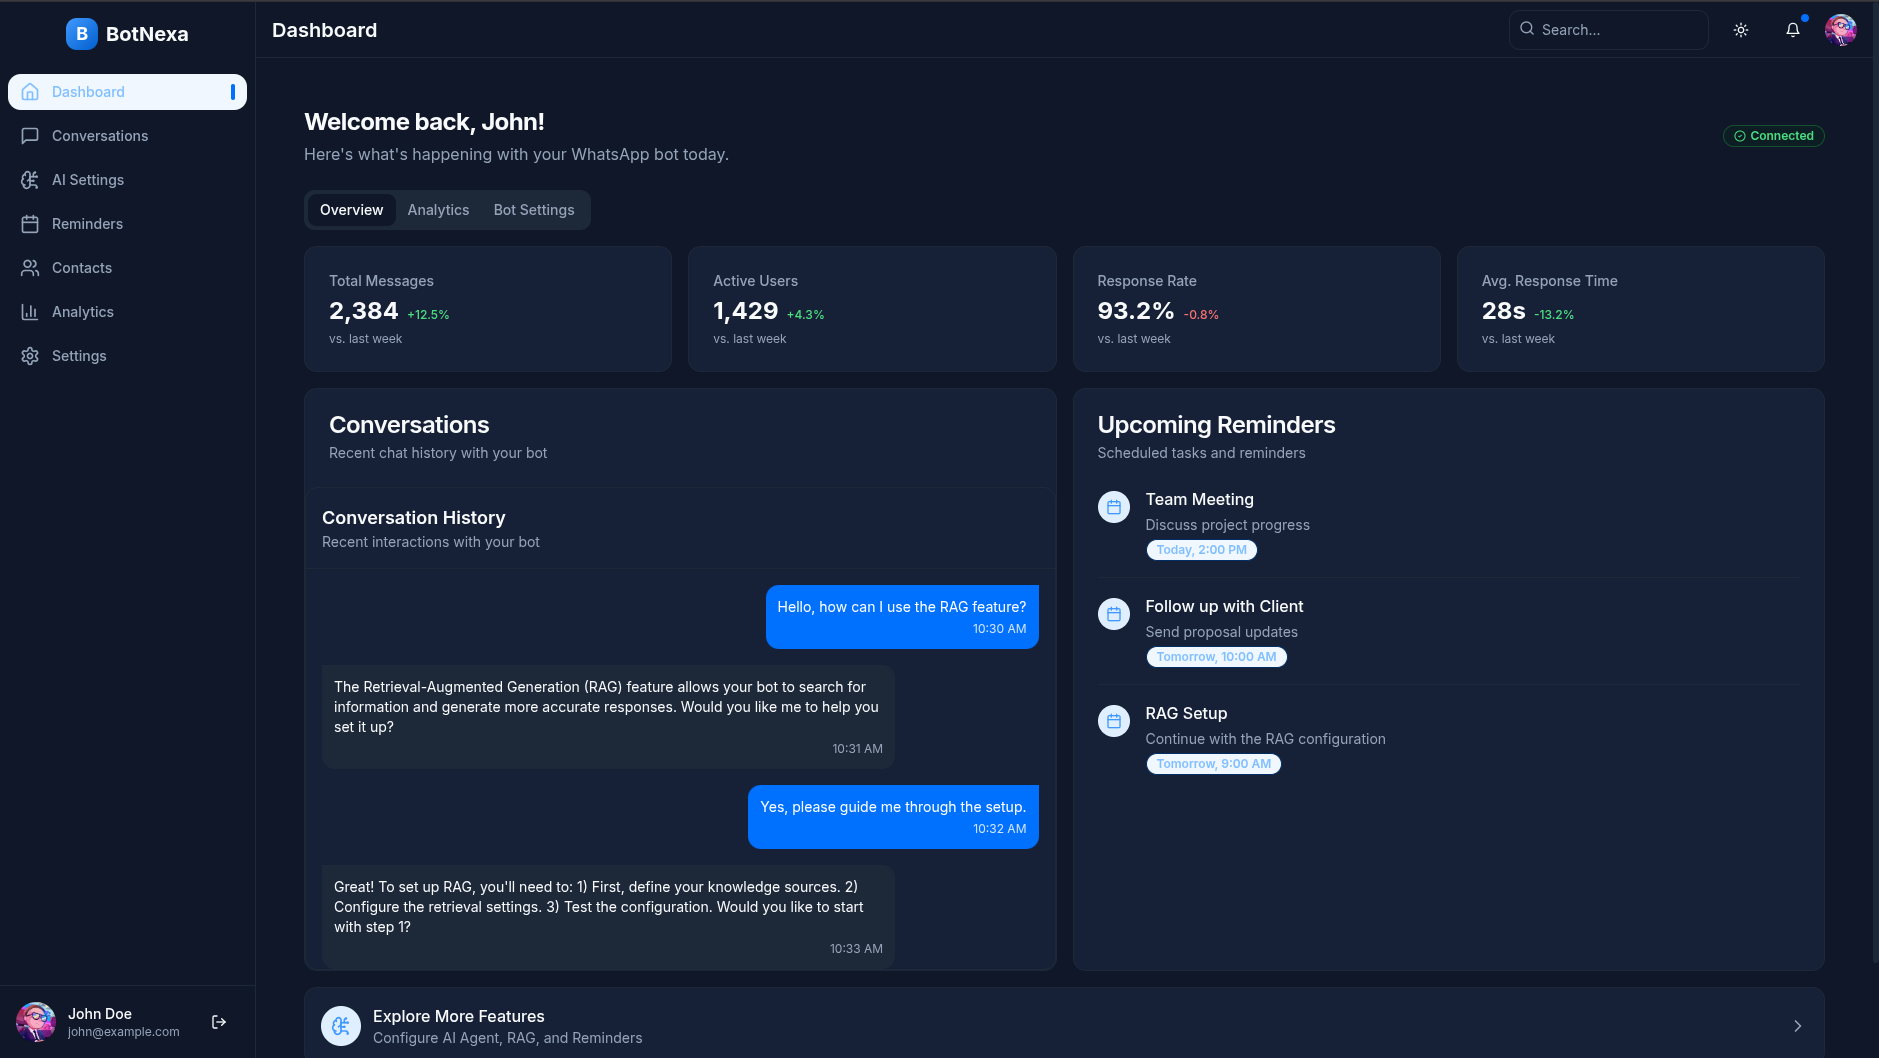 B BotNexa
Dashboard
Conversations
AI Settings
Reminders
Contacts
Analytics
Settings
John Doe
john@example.com
Dashboard
Search...
Welcome back, John!
Here's what's happening with your WhatsApp bot today.
Connected
Overview Analytics Bot Settings
Total Messages
2,384 +12.5%
vs. last week
Active Users
1,429 +4.3%
vs. last week
Response Rate
93.2% -0.8%
vs. last week
Avg. Response Time
28s -13.2%
vs. last week
Conversations
Recent chat history with your bot
Conversation History
Recent interactions with your bot
Hello, how can I use the RAG feature?
10:30 AM
The Retrieval-Augmented Generation (RAG) feature allows your bot to search for
information and generate more accurate responses. Would you like me to help you
set it up?
10:31 AM
Yes, please guide me through the setup.
10:32 AM
Great! To set up RAG, you'll need to: 1) First, define your knowledge sources. 2)
Configure the retrieval settings. 3) Test the configuration. Would you like to start
with step 1?
10:33 AM
Upcoming Reminders
Scheduled tasks and reminders
Team Meeting
Discuss project progress
Today, 2:00 PM
Follow up with Client
Send proposal updates
Tomorrow, 10:00 AM
RAG Setup
Continue with the RAG configuration
Tomorrow, 9:00 AM
Explore More Features
Configure AI Agent, RAG, and Reminders